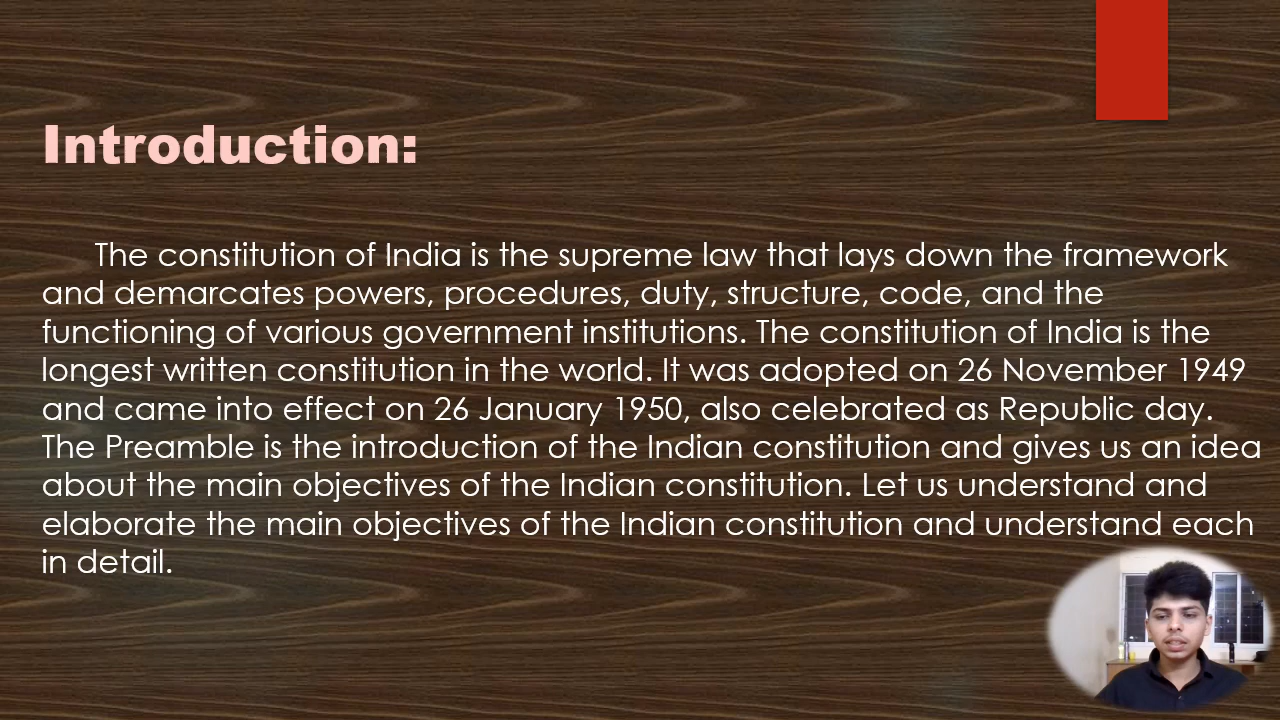 Introduction:
The constitution of India is the supreme law that lays down the framework
and demarcates powers, procedures, duty, structure, code, and the
functioning of various government institutions. The constitution of India is the
longest written constitution in the world. It was adopted on 26 November 1949
and came into effect on 26 January 1950, also celebrated as Republic day.
The Preamble is the introduction of the Indian constitution and gives us an idea
about the main objectives of the Indian constitution. Let us understand and
elaborate the main objectives of the Indian constitution and understand each
in detail.